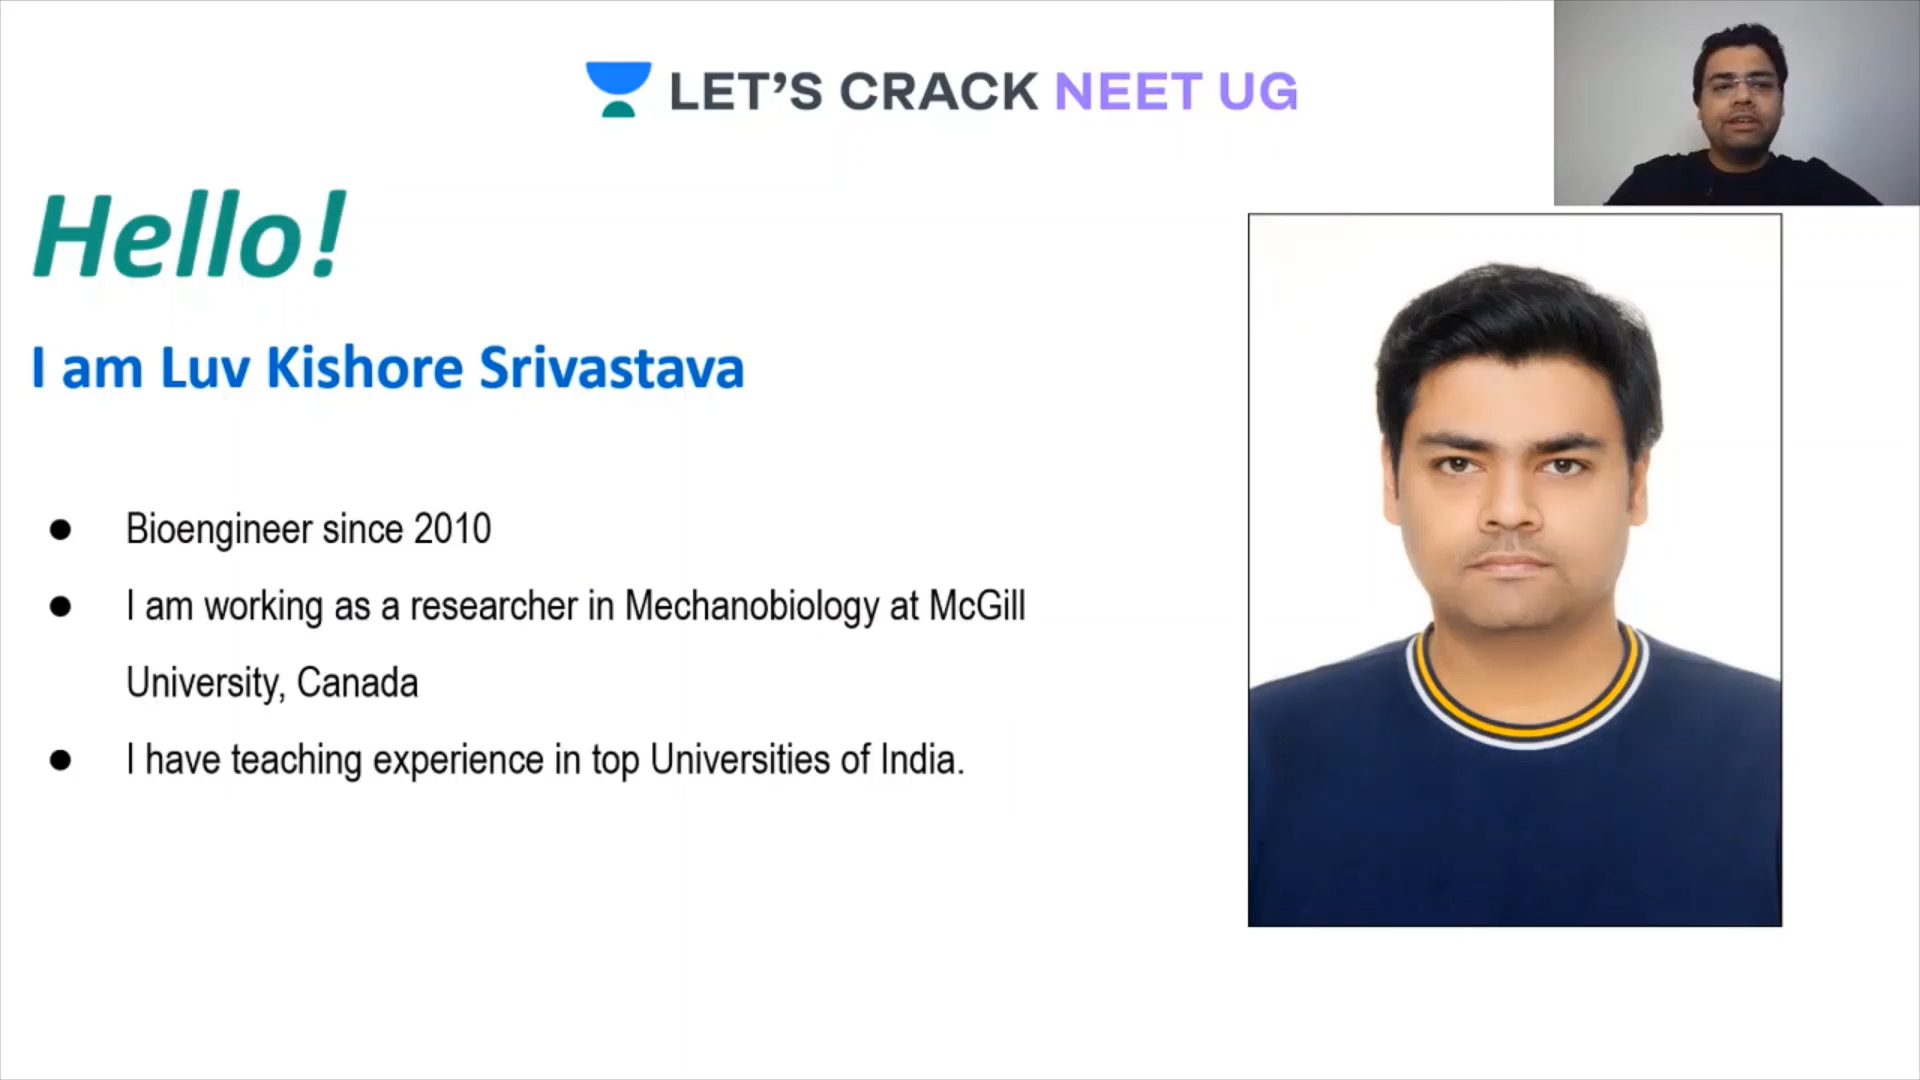 LET'S CRACK NEET UG
Hello!
I am Luv Kishore Srivastava
● Bioengineer since 2010
● I am working as a researcher in Mechanobiology at McGill
University, Canada
● I have teaching experience in top Universities of India.